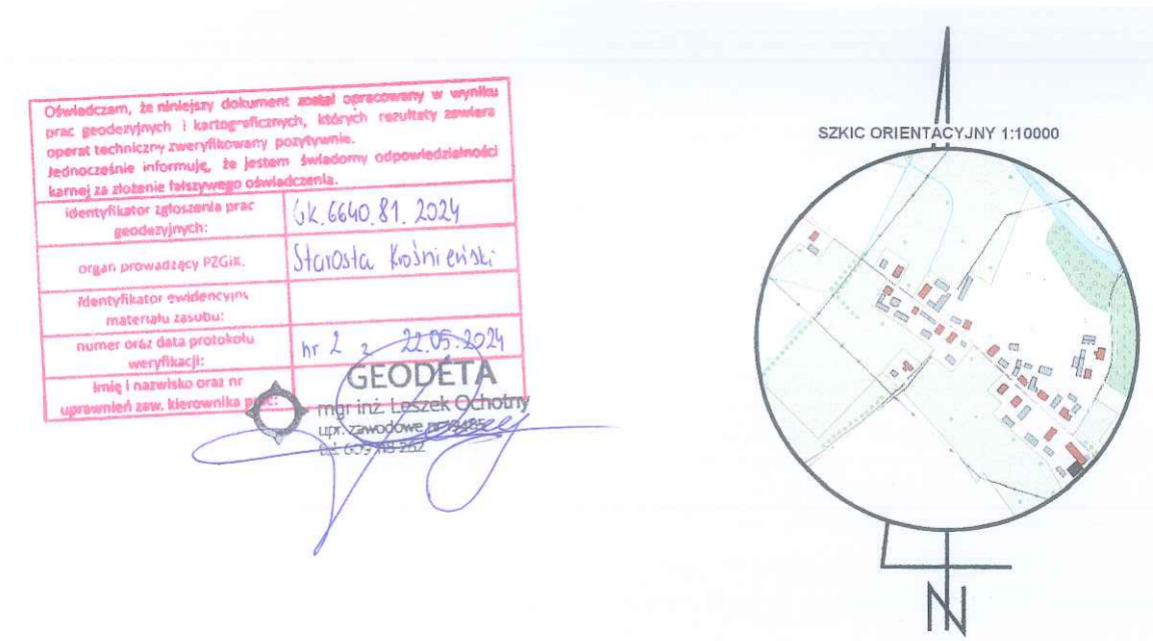 Oświadczam, że niniejszy dokument został opracowany w wyniku
prac geodezyjnych i kartograficznych, których rezultaty zawiera
operat techniczny zweryfikowany pozytywnie.
Jednocześnie informuję, że jestem świadomy odpowiedzialności
karnej za złożenie fałszywego oświadczenia.
identyfikator zgłoszenia prac
geodezyjnych:
GK.6640.81.2024
organ prowadzący PZGiK.
Starosta Krośnieński
identyfikator ewidencyjny
materiału zasobu:
numer oraz data protokołu
weryfikacji:
nr 2 z 22.05.2024
imię i nazwisko oraz nr
uprawnień zaw. kierownika prac:
GEODETA
mgr inż. Leszek Ochotny
upr. zawodowe nr
SZKIC ORIENTACYJNY 1:10000
N